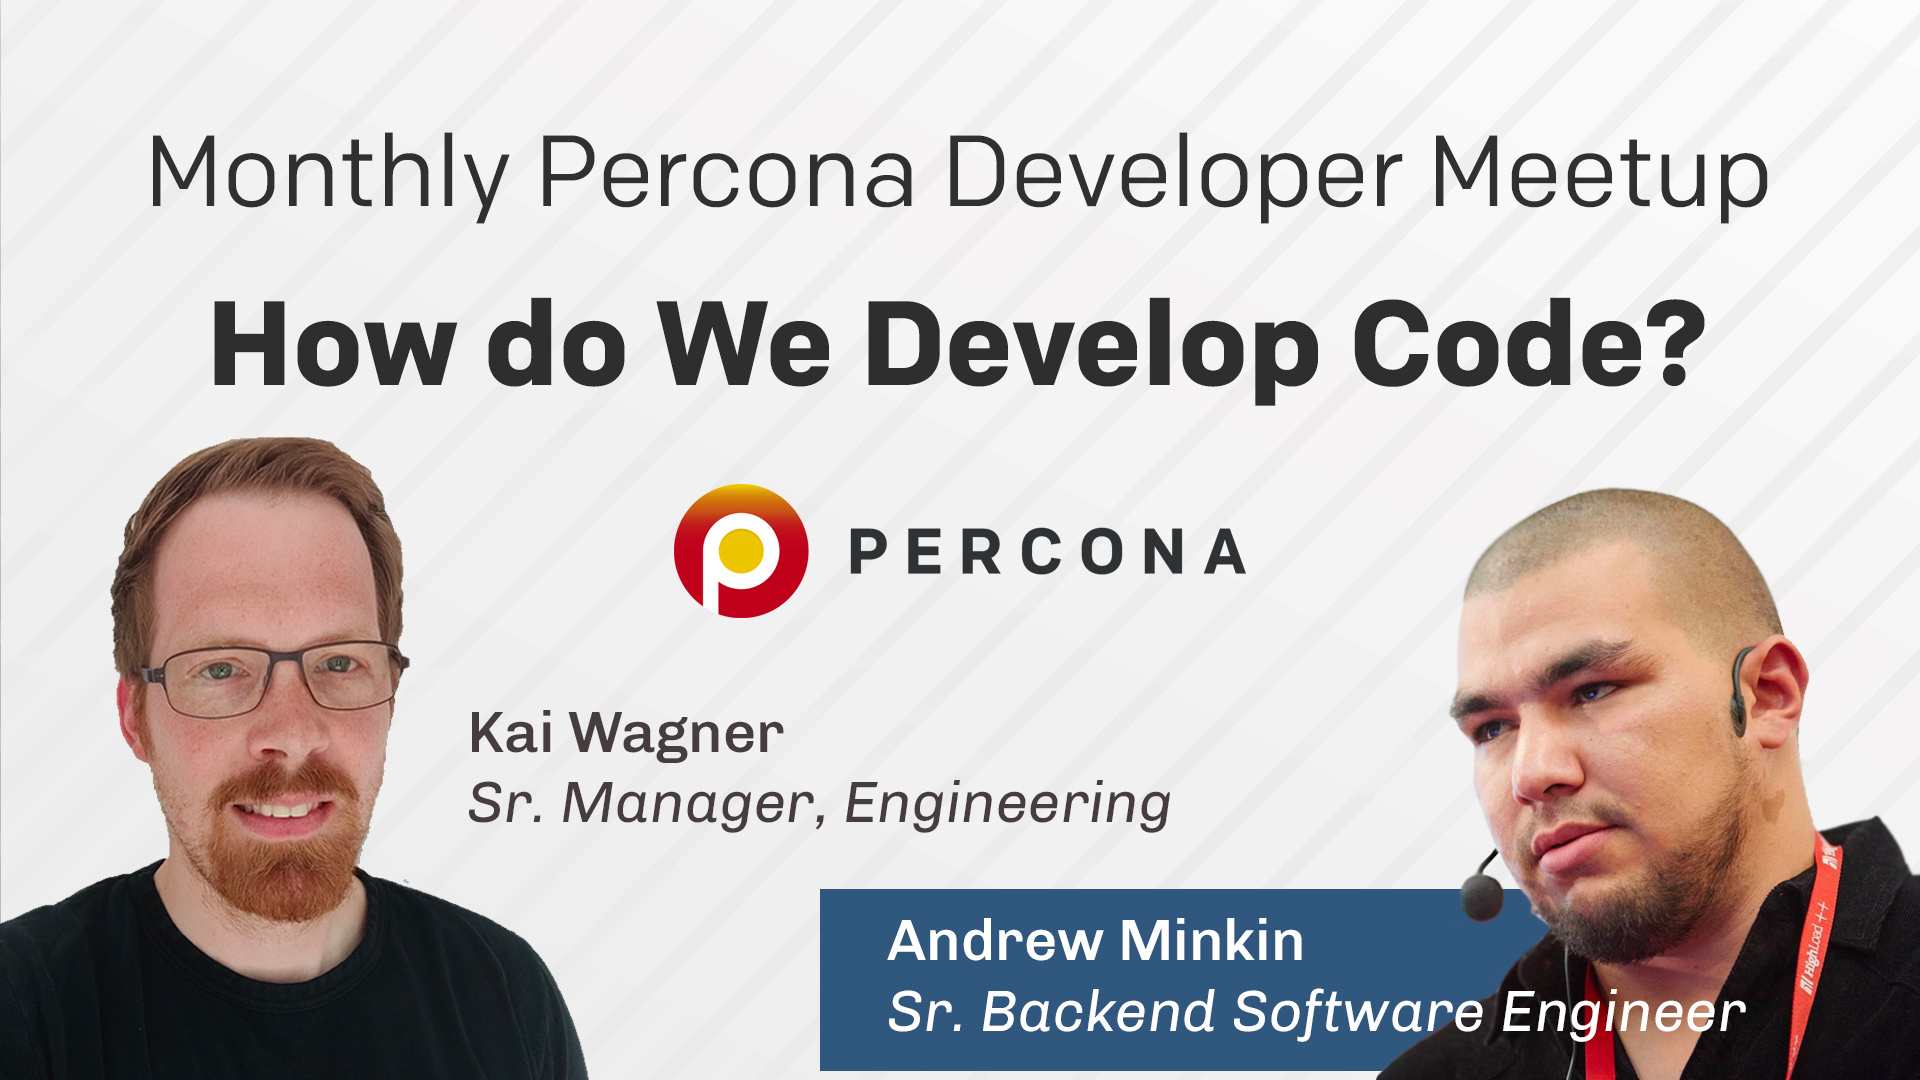 Monthly Percona Developer Meetup
How do We Develop Code?
PERCONA
Kai Wagner
Sr. Manager, Engineering
Andrew Minkin
Sr. Backend Software Engineer
HighLoad++